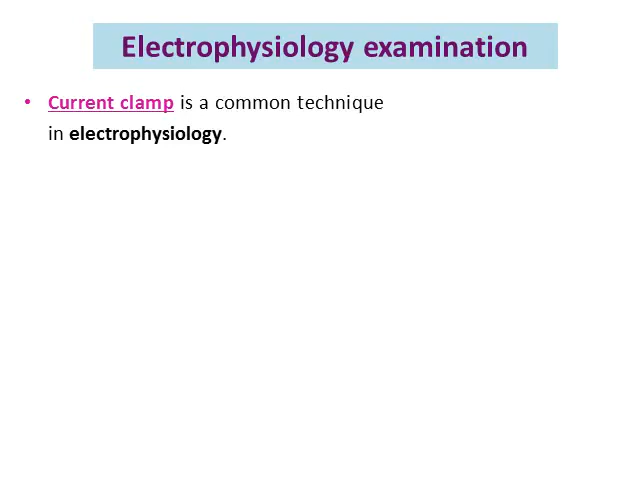 Electrophysiology examination
• Current clamp is a common technique
in electrophysiology.